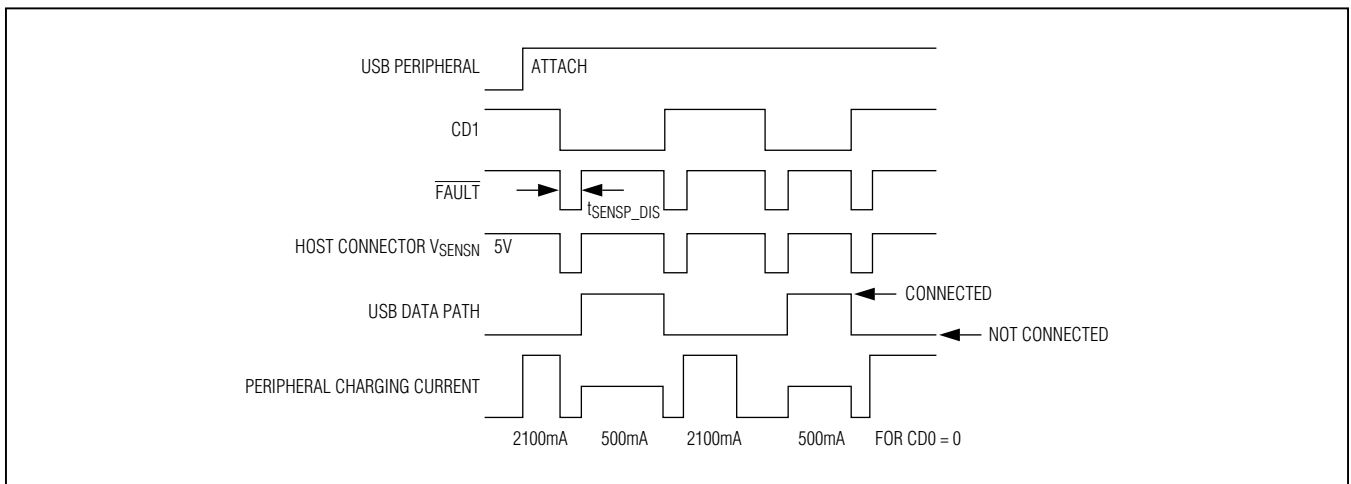 USB PERIPHERAL
ATTACH
CD1
FAULT
tSENSP_DIS
HOST CONNECTOR VSENSN
5V
CONNECTED
USB DATA PATH
NOT CONNECTED
PERIPHERAL CHARGING CURRENT
2100mA 500mA 2100mA 500mA FOR CD0 = 0